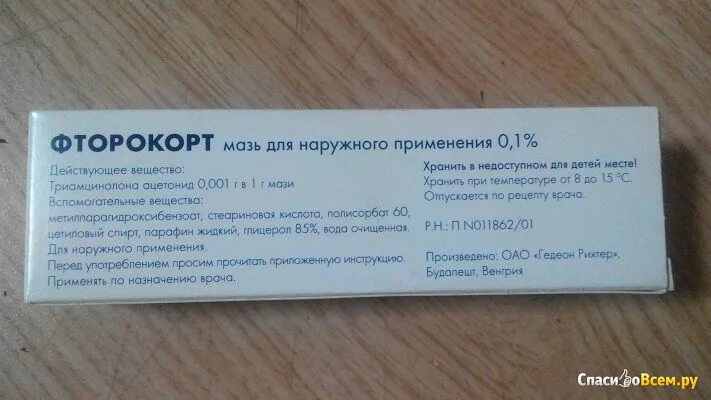 ФТОРОКОРТ мазь для наружного применения 0,1%
Действующее вещество:
Триамцинолона ацетонид 0,001 г в 1 г мази
Вспомогательные вещества:
метилпарагидроксибензоат, стеариновая кислота, полисорбат 60,
цетиловый спирт, парафин жидкий, глицерол 85%, вода очищенная.
Для наружного применения.
Перед употреблением просим прочитать приложенную инструкцию.
Применять по назначению врача.
Хранить в недоступном для детей месте!
Хранить при температуре от 8 до 15 °С.
Отпускается по рецепту врача.
Р.Н.: П N011862/01
Произведено: ОАО «Гедеон Рихтер»,
Будапешт, Венгрия
СпасибоВсем.ру